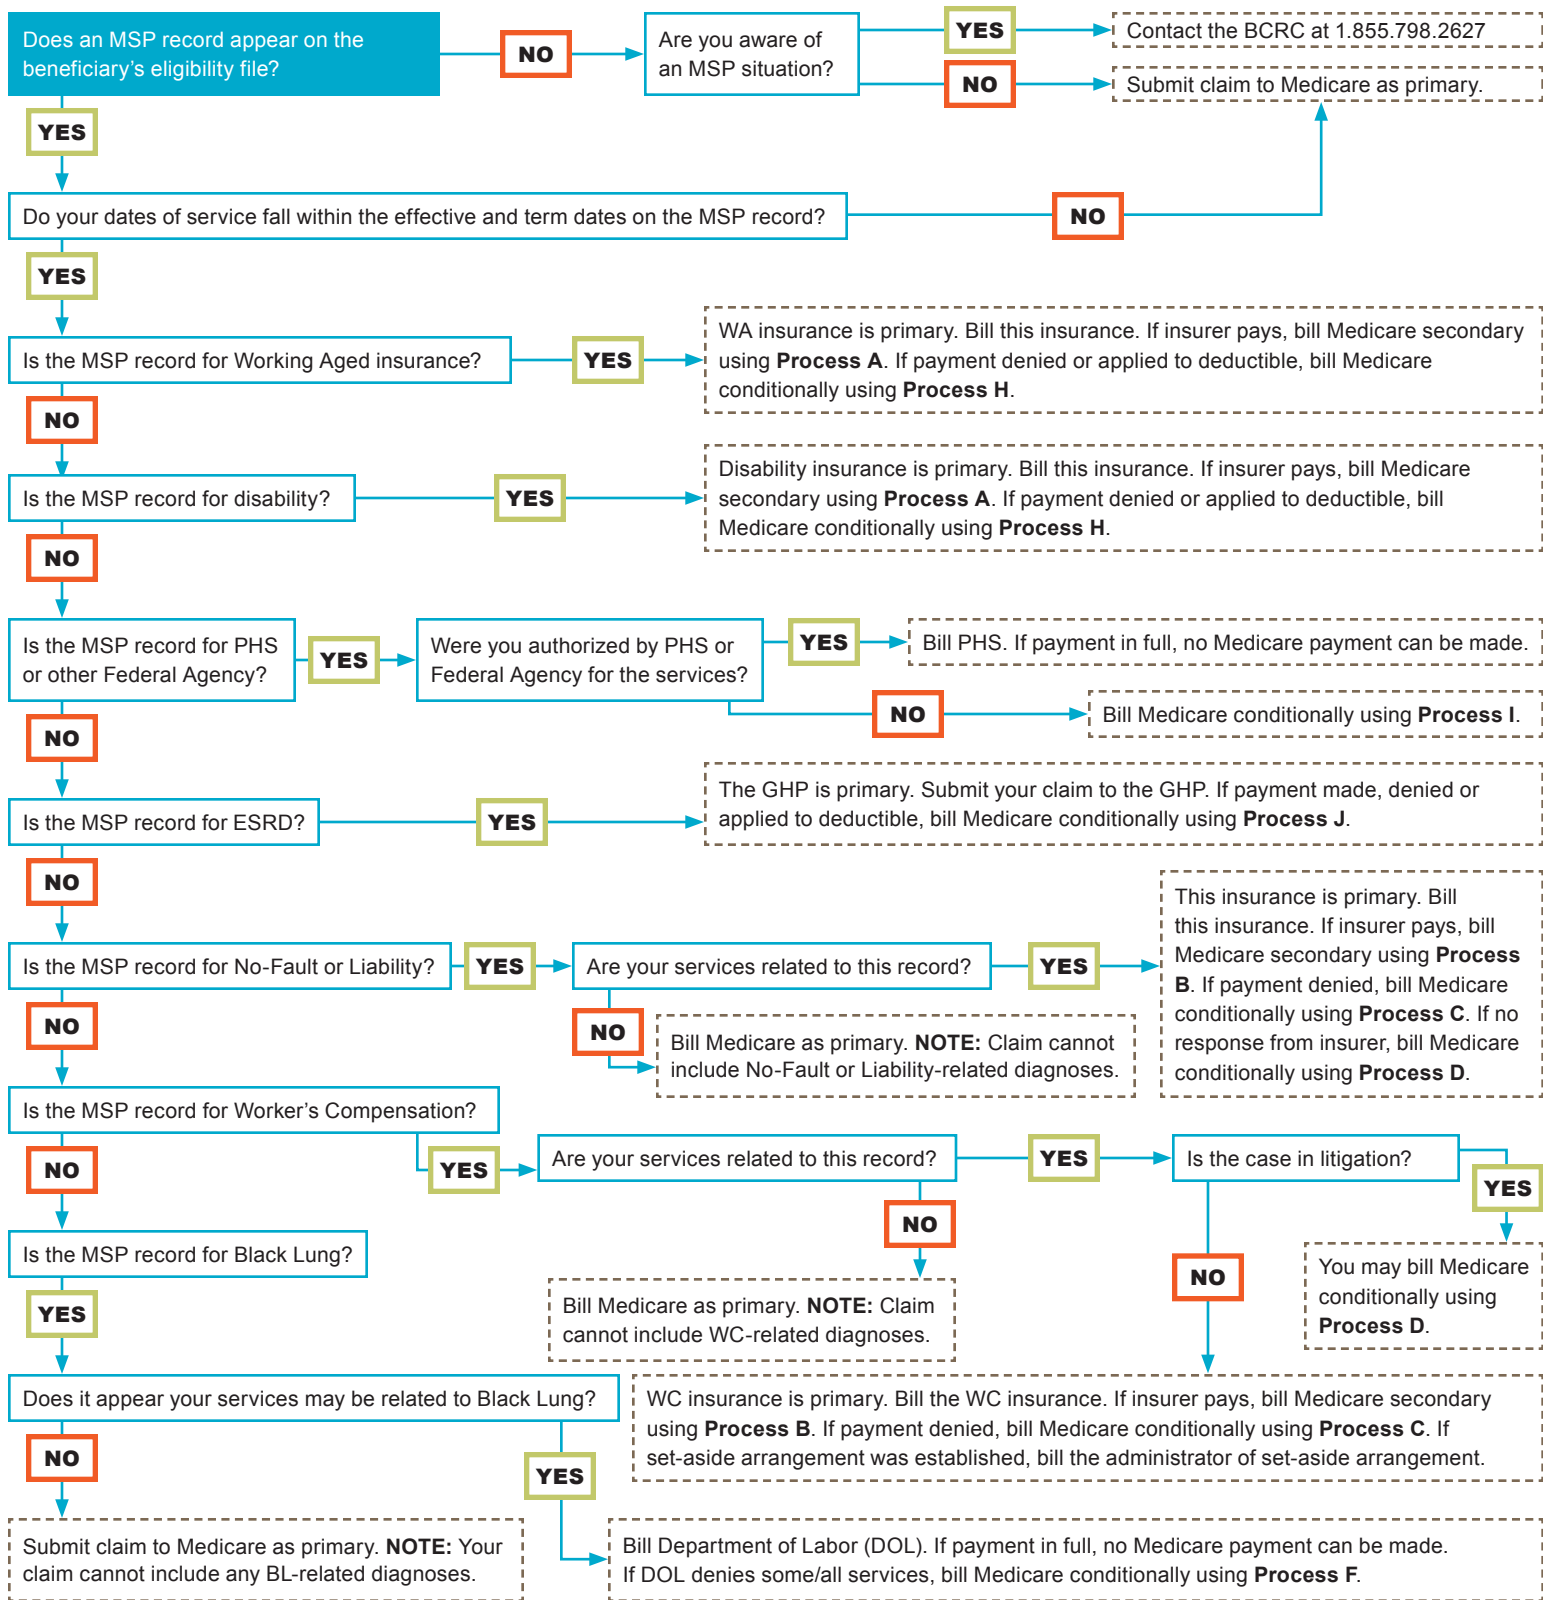 Does an MSP record appear on the
beneficiary's eligibility file?
NO
Are you aware of
an MSP situation?
YES
Contact the BCRC at 1.855.798.2627
NO
Submit claim to Medicare as primary.
YES
Do your dates of service fall within the effective and term dates on the MSP record?
NO
YES
Is the MSP record for Working Aged insurance?
YES
WA insurance is primary. Bill this insurance. If insurer pays, bill Medicare secondary
using Process A. If payment denied or applied to deductible, bill Medicare
conditionally using Process H.
NO
Is the MSP record for disability?
YES
Disability insurance is primary. Bill this insurance. If insurer pays, bill Medicare
secondary using Process A. If payment denied or applied to deductible, bill
Medicare conditionally using Process H.
NO
Is the MSP record for PHS
or other Federal Agency?
YES
Were you authorized by PHS or
Federal Agency for the services?
YES
Bill PHS. If payment in full, no Medicare payment can be made.
NO
Bill Medicare conditionally using Process I.
NO
Is the MSP record for ESRD?
YES
The GHP is primary. Submit your claim to the GHP. If payment made, denied or
applied to deductible, bill Medicare conditionally using Process J.
NO
Is the MSP record for No-Fault or Liability?
YES
Are your services related to this record?
YES
This insurance is primary. Bill
this insurance. If insurer pays, bill
Medicare secondary using Process
B. If payment denied, bill Medicare
conditionally using Process C. If no
response from insurer, bill Medicare
conditionally using Process D.
NO
Bill Medicare as primary. NOTE: Claim cannot
include No-Fault or Liability-related diagnoses.
NO
Is the MSP record for Worker's Compensation?
YES
Are your services related to this record?
YES
Is the case in litigation?
YES
You may bill Medicare
conditionally using
Process D.
NO
Bill Medicare as primary. NOTE: Claim
cannot include WC-related diagnoses.
NO
WC insurance is primary. Bill the WC insurance. If insurer pays, bill Medicare secondary
using Process B. If payment denied, bill Medicare conditionally using Process C. If
set-aside arrangement was established, bill the administrator of set-aside arrangement.
NO
Is the MSP record for Black Lung?
YES
Does it appear your services may be related to Black Lung?
NO
Submit claim to Medicare as primary. NOTE: Your
claim cannot include any BL-related diagnoses.
YES
Bill Department of Labor (DOL). If payment in full, no Medicare payment can be made.
If DOL denies some/all services, bill Medicare conditionally using Process F.